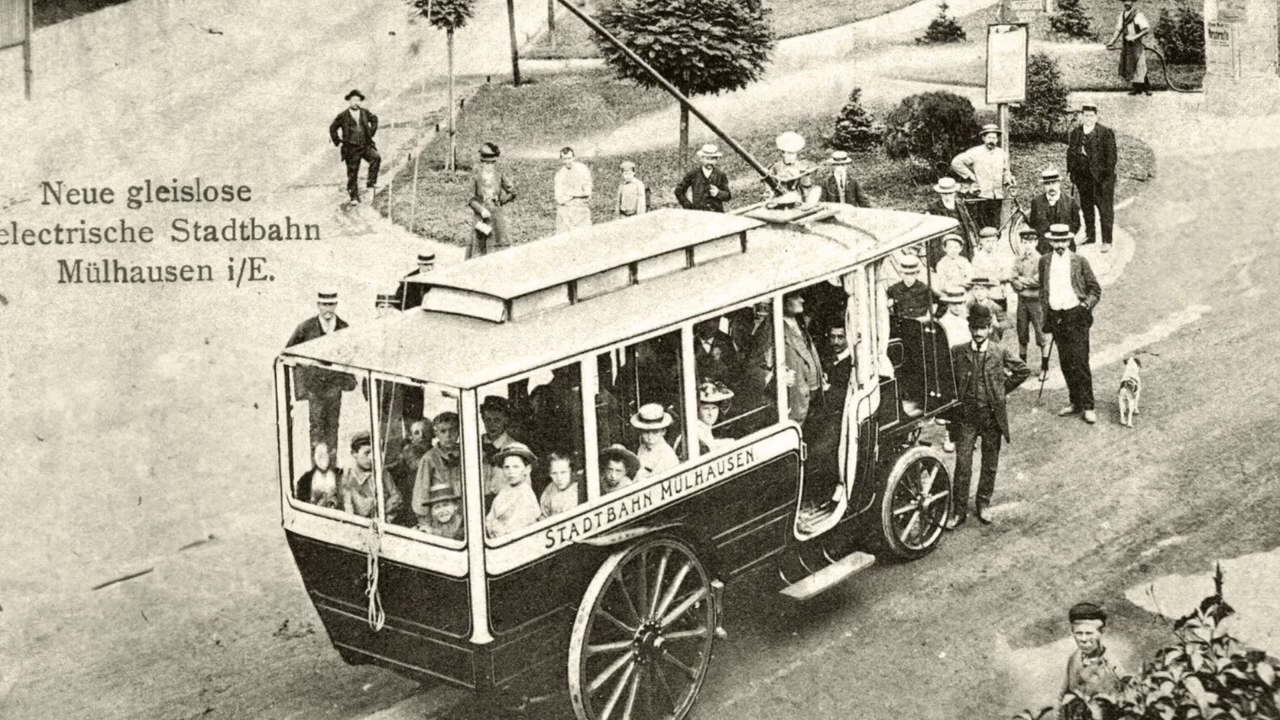 Neue gleislose
electrische Stadtbahn
Mülhausen i/E.
STADTBAHN MÜLHAUSEN